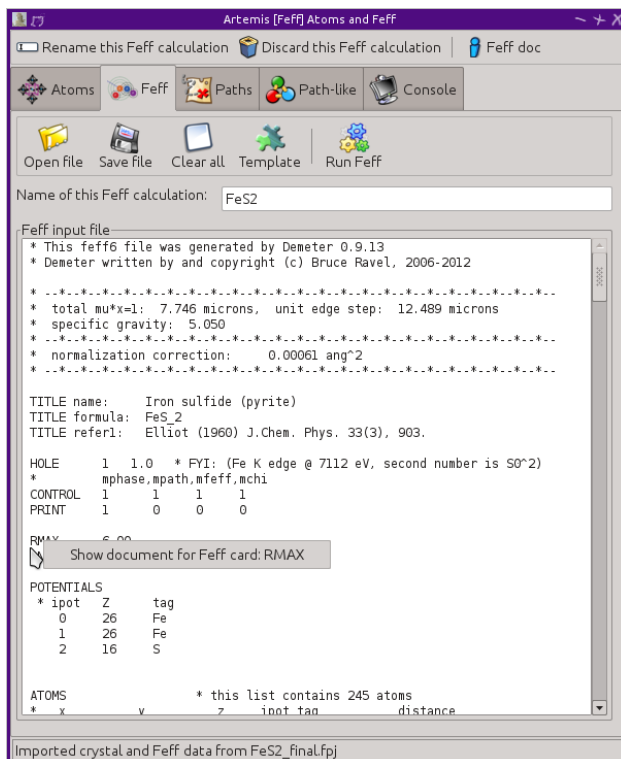 Artemis [Feff] Atoms and Feff
Rename this Feff calculation Discard this Feff calculation Feff doc
Atoms Feff Paths Path-like Console
Open file Save file Clear all Template Run Feff
Name of this Feff calculation: FeS2
Feff input file
* This feff6 file was generated by Demeter 0.9.13
* Demeter written by and copyright (c) Bruce Ravel, 2006-2012
* --*--*--*--*--*--*--*--*--*--*--*--*--*--*--*--*--*--*--*--*--*--*--*--
* total mu*x=1: 7.746 microns, unit edge step: 12.489 microns
* specific gravity: 5.050
* --*--*--*--*--*--*--*--*--*--*--*--*--*--*--*--*--*--*--*--*--*--*--*--
* normalization correction: 0.00061 ang^2
* --*--*--*--*--*--*--*--*--*--*--*--*--*--*--*--*--*--*--*--*--*--*--*--
TITLE name: Iron sulfide (pyrite)
TITLE formula: FeS_2
TITLE refer1: Elliot (1960) J.Chem. Phys. 33(3), 903.
HOLE 1 1.0 * FYI: (Fe K edge @ 7112 eV, second number is S0^2)
* mphase,mpath,mfeff,mchi
CONTROL 1 1 1 1
PRINT 1 0 0 0
RMAX 6.00
Show document for Feff card: RMAX
POTENTIALS
* ipot Z tag
0 26 Fe
1 26 Fe
2 16 S
ATOMS * this list contains 245 atoms
* x y z ipot tag distance
Imported crystal and Feff data from FeS2_final.fpj